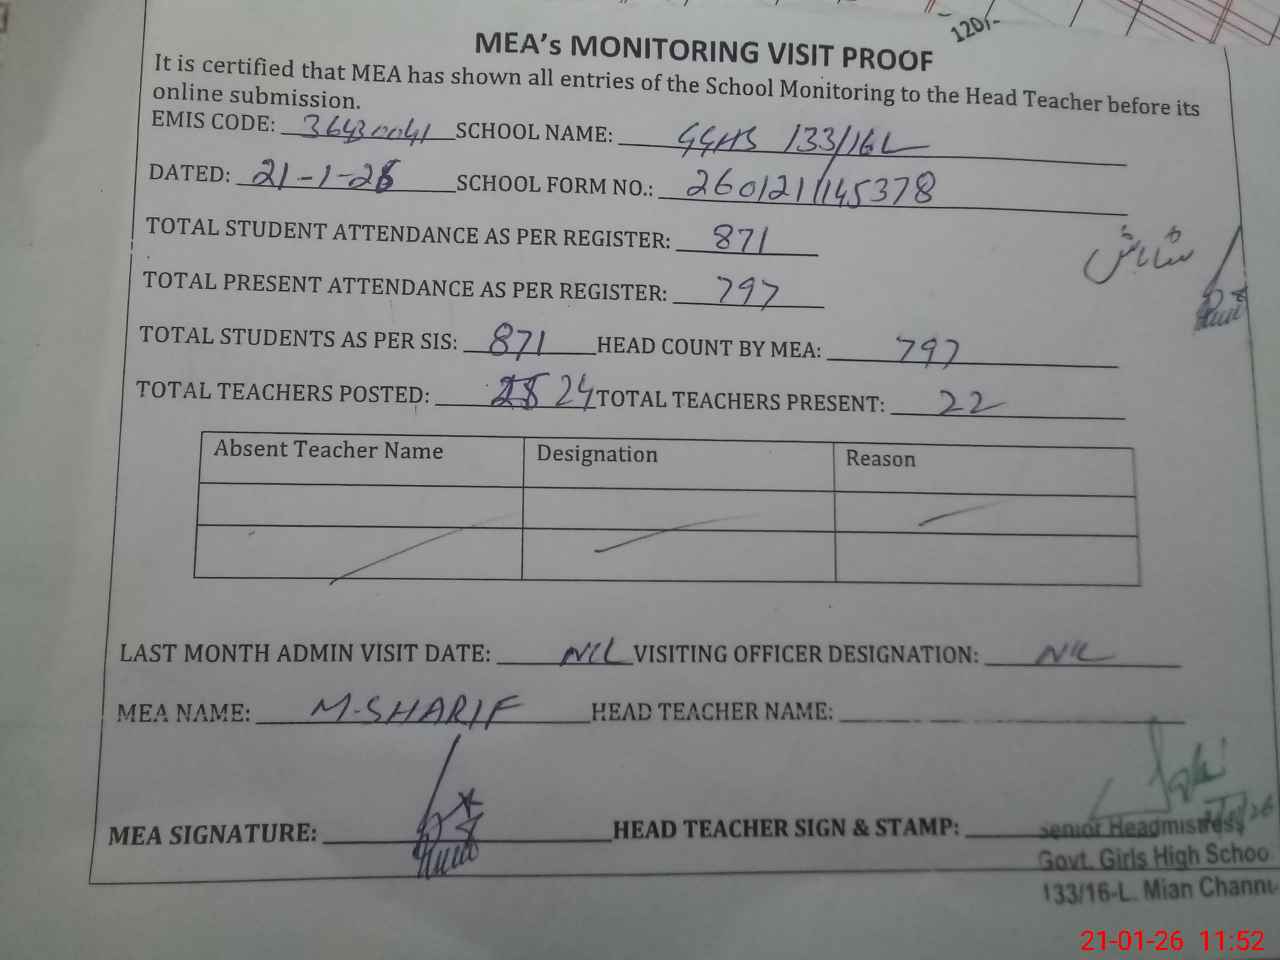 120/-
MEA's MONITORING VISIT PROOF
It is certified that MEA has shown all entries of the School Monitoring to the Head Teacher before its
online submission.
EMIS CODE: 36430041 SCHOOL NAME: GGHS 133/16L
DATED: 21-1-26 SCHOOL FORM NO.: 260121145378
TOTAL STUDENT ATTENDANCE AS PER REGISTER: 871
شاباش
TOTAL PRESENT ATTENDANCE AS PER REGISTER: 797
TOTAL STUDENTS AS PER SIS: 871 HEAD COUNT BY MEA: 797
TOTAL TEACHERS POSTED: 24 TOTAL TEACHERS PRESENT: 22
Absent Teacher Name Designation Reason
LAST MONTH ADMIN VISIT DATE: NIL VISITING OFFICER DESIGNATION: NIL
MEA NAME: M-SHARIF HEAD TEACHER NAME:
MEA SIGNATURE: HEAD TEACHER SIGN & STAMP:
Senior Headmistress
Govt. Girls High Schoo
133/16-L. Mian Channu
21-01-26 11:52